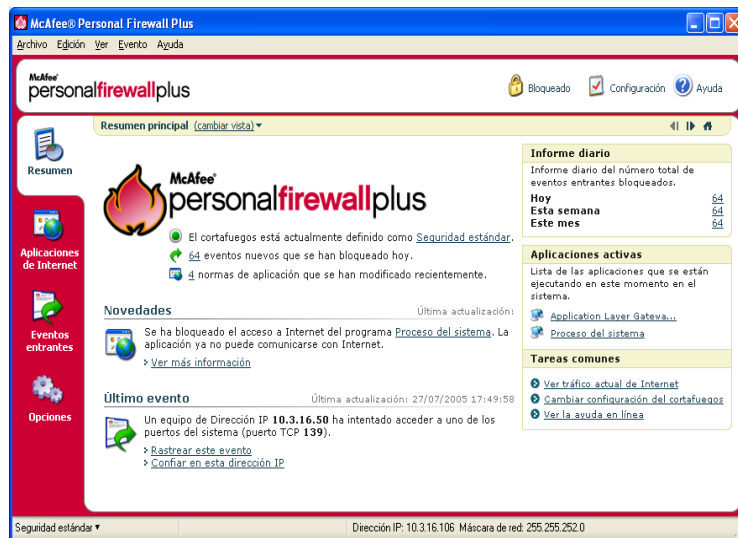 McAfee® Personal Firewall Plus
Archivo Edición Ver Evento Ayuda
McAfee®
personalfirewallplus
Bloqueado Configuración Ayuda
Resumen principal (cambiar vista)
Resumen
Aplicaciones
de Internet
Eventos
entrantes
Opciones
McAfee®
personalfirewallplus
El cortafuegos está actualmente definido como Seguridad estándar.
64 eventos nuevos que se han bloqueado hoy.
4 normas de aplicación que se han modificado recientemente.
Novedades Última actualización:
Se ha bloqueado el acceso a Internet del programa Proceso del sistema. La
aplicación ya no puede comunicarse con Internet.
Ver más información
Último evento Última actualización: 27/07/2005 17:49:58
Un equipo de Dirección IP 10.3.16.50 ha intentado acceder a uno de los
puertos del sistema (puerto TCP 139).
Rastrear este evento
Confiar en esta dirección IP
Informe diario
Informe diario del número total de
eventos entrantes bloqueados.
Hoy 64
Esta semana 64
Este mes 64
Aplicaciones activas
Lista de las aplicaciones que se están
ejecutando en este momento en el
sistema.
Application Layer Gatewa...
Proceso del sistema
Tareas comunes
Ver tráfico actual de Internet
Cambiar configuración del cortafuegos
Ver la ayuda en línea
Seguridad estándar Dirección IP: 10.3.16.106 Máscara de red: 255.255.252.0